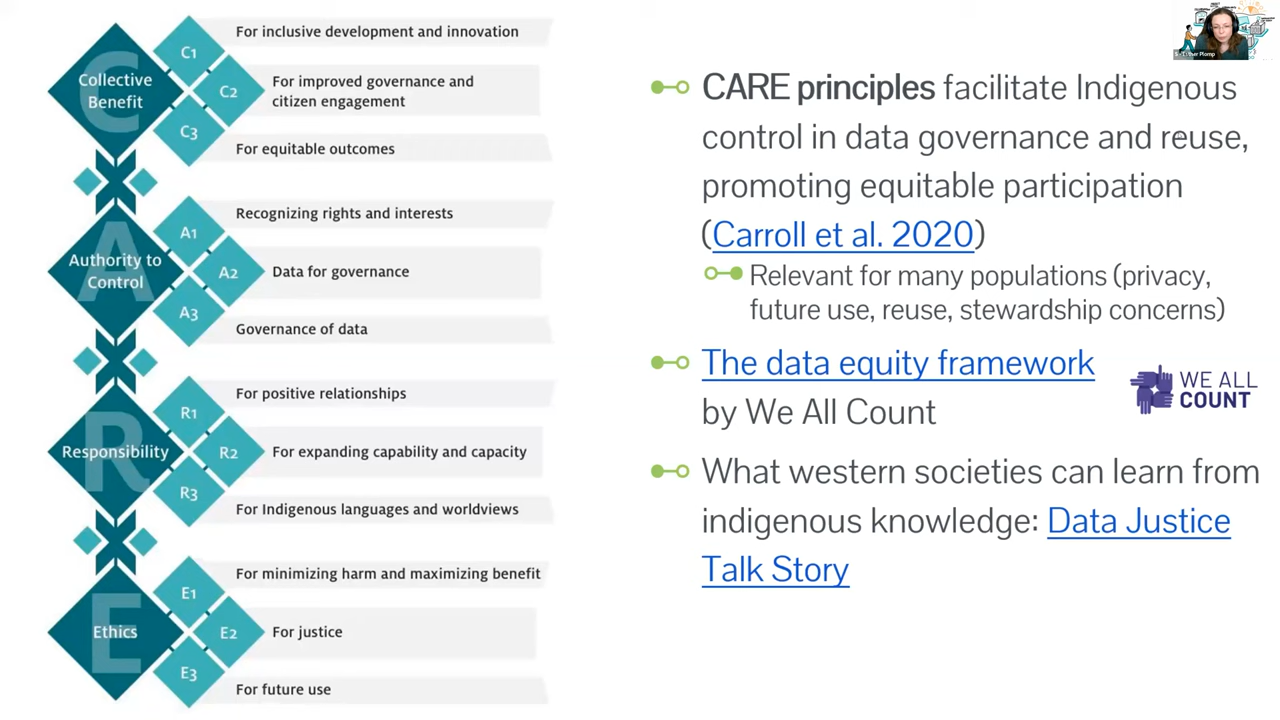 C
Collective
Benefit
C1
For inclusive development and innovation
C2
For improved governance and
citizen engagement
C3
For equitable outcomes
A
Authority to
Control
A1
Recognizing rights and interests
A2
Data for governance
A3
Governance of data
R
Responsibility
R1
For positive relationships
R2
For expanding capability and capacity
R3
For Indigenous languages and worldviews
E
Ethics
E1
For minimizing harm and maximizing benefit
E2
For justice
E3
For future use
CARE principles facilitate Indigenous
control in data governance and reuse,
promoting equitable participation
(Carroll et al. 2020)
Relevant for many populations (privacy,
future use, reuse, stewardship concerns)
The data equity framework
by We All Count
WE ALL
COUNT
What western societies can learn from
indigenous knowledge: Data Justice
Talk Story
Plomp